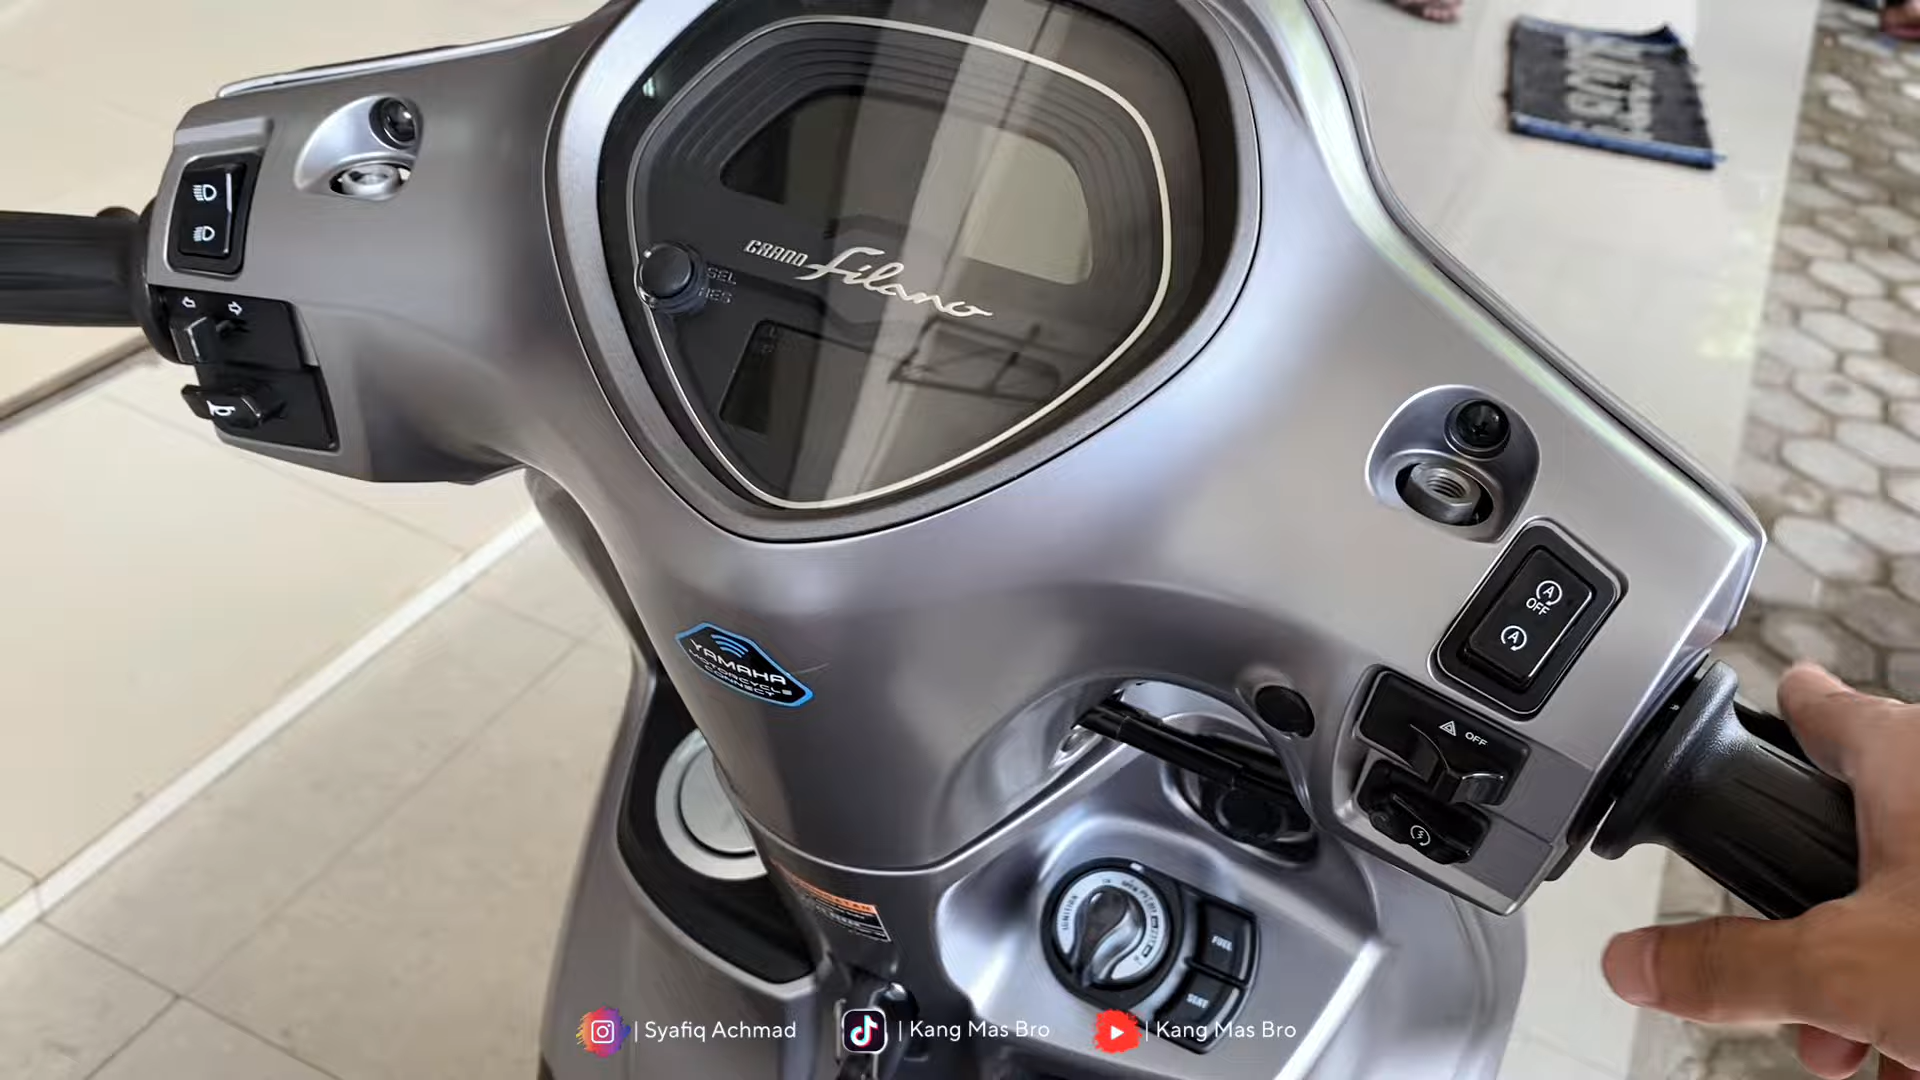 GRAND Filano
SEL
RES
YAMAHA
MOTORCYCLE
CONNECT
A
OFF
A
OFF
IGNITION
FUEL
SEAT
| Syafiq Achmad
| Kang Mas Bro
| Kang Mas Bro